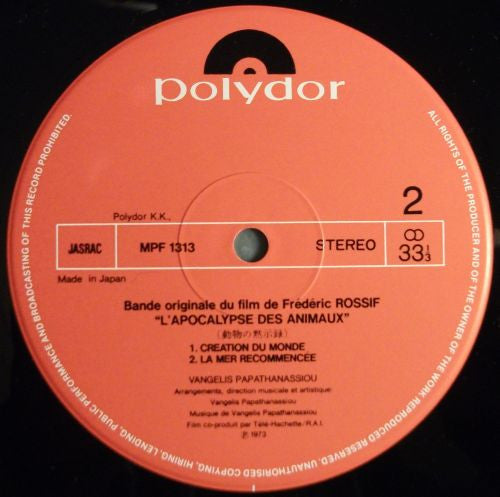 polydor
2
Polydor K.K.,
JASRAC
MPF 1313
STEREO
33 1/3
Made in Japan
Bande originale du film de Frédéric ROSSIF
"L'APOCALYPSE DES ANIMAUX"
(動物の黙示録)
1. CREATION DU MONDE
2. LA MER RECOMMENCEE
VANGELIS PAPATHANASSIOU
Arrangements, direction musicale et artistique:
Vangelis Papathanassiou
Musique de Vangelis Papathanassiou
Film co-produit par Télé-Hachette/R.A.I.
℗ 1973
ALL RIGHTS OF THE PRODUCER AND OF THE OWNER OF THE WORK REPRODUCED RESERVED. UNAUTHORISED COPYING, HIRING, LENDING, PUBLIC PERFORMANCE AND BROADCASTING OF THIS RECORD PROHIBITED.